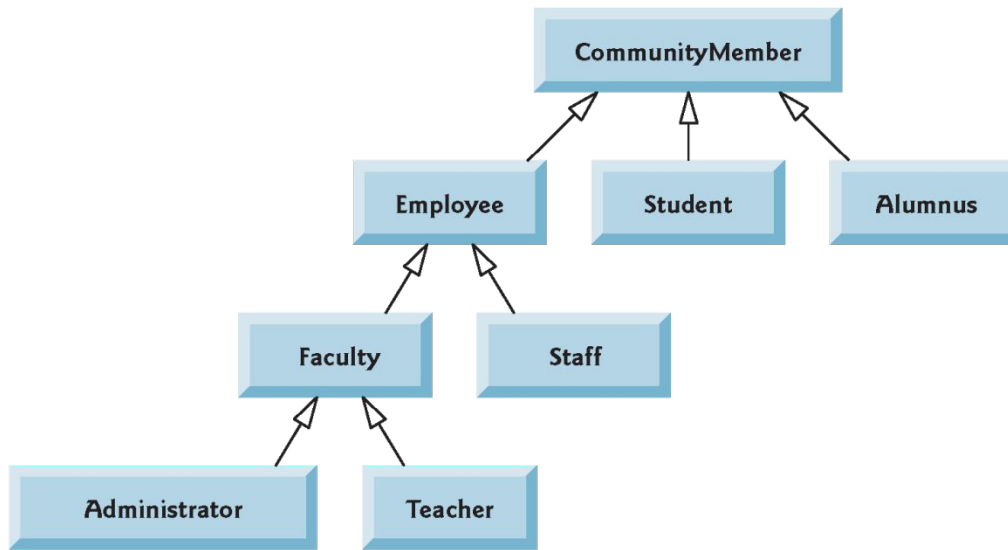 CommunityMember
Employee
Student
Alumnus
Faculty
Staff
Administrator
Teacher